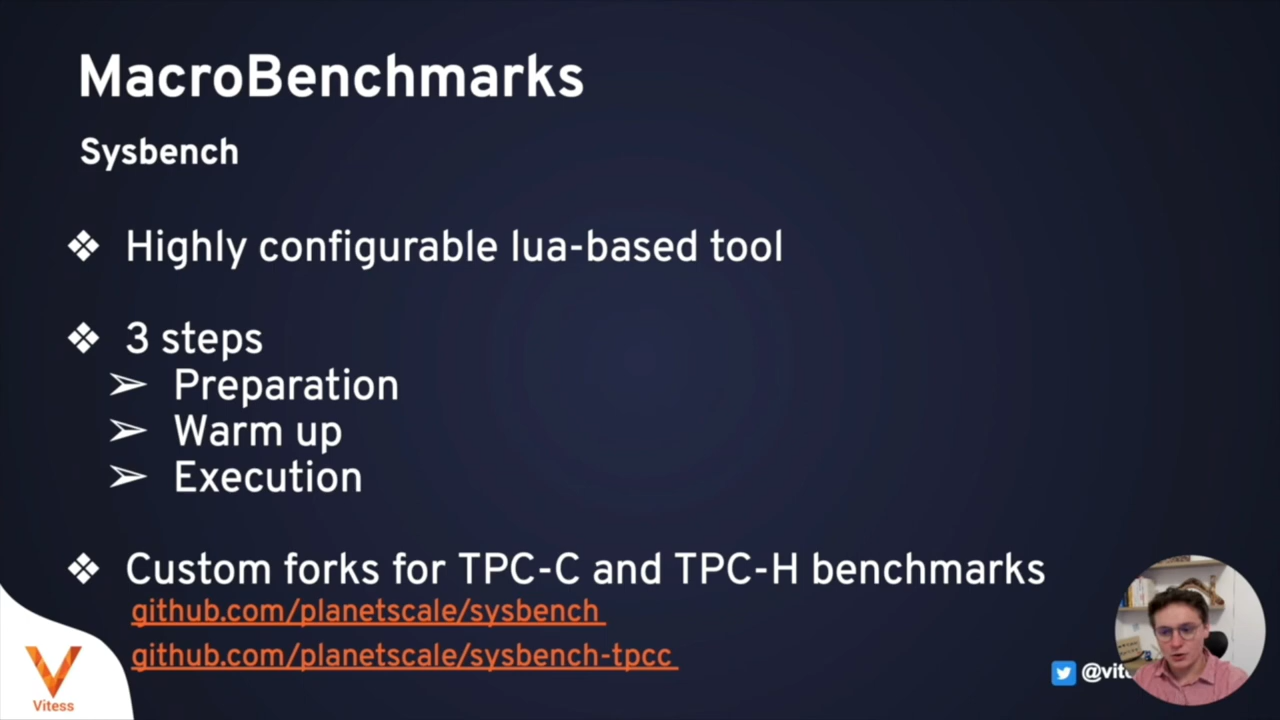 MacroBenchmarks
Sysbench
❖ Highly configurable lua-based tool
❖ 3 steps
➢ Preparation
➢ Warm up
➢ Execution
❖ Custom forks for TPC-C and TPC-H benchmarks
github.com/planetscale/sysbench
github.com/planetscale/sysbench-tpcc
Vitess